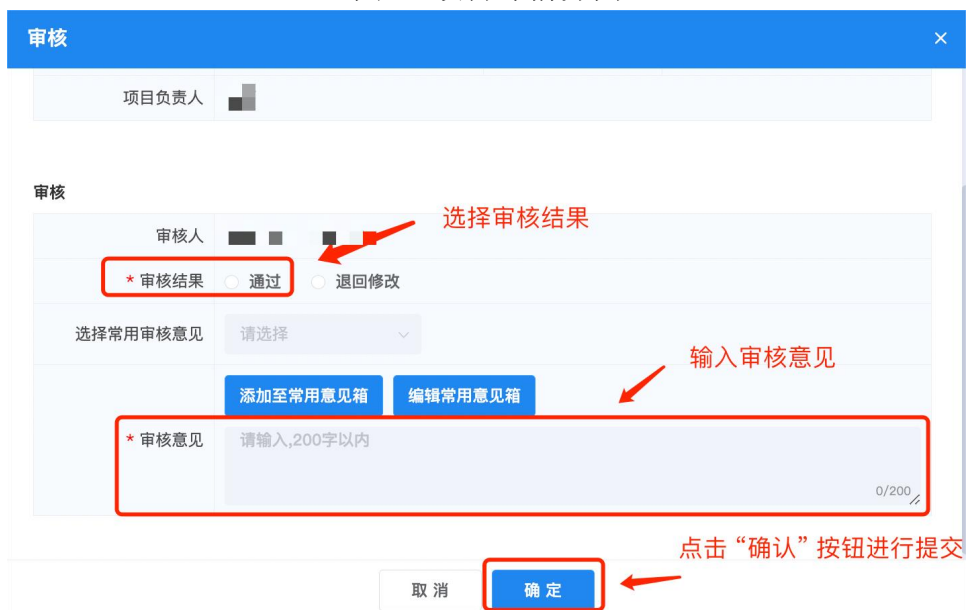 审核
项目负责人
审核
选择审核结果
审核人
* 审核结果 通过 退回修改
选择常用审核意见 请选择
输入审核意见
添加至常用意见箱 编辑常用意见箱
* 审核意见 请输入,200字以内
0/200
点击“确认”按钮进行提交
取消 确定